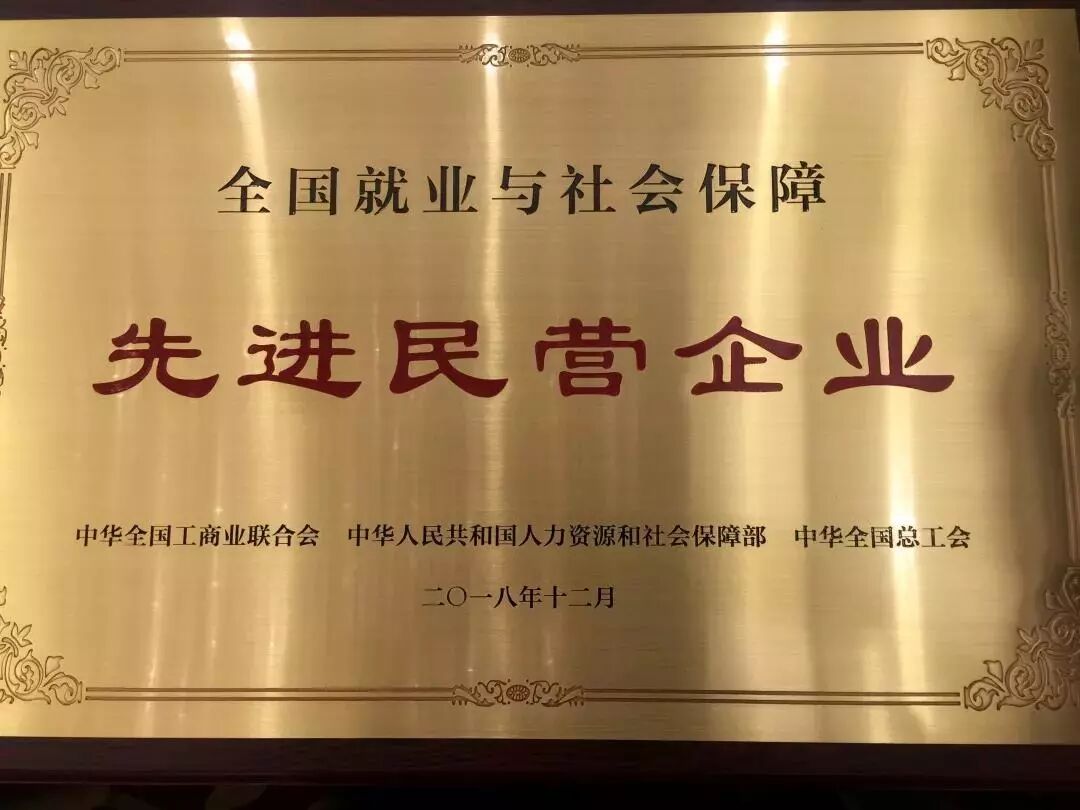 全国就业与社会保障
先进民营企业
中华全国工商业联合会 中华人民共和国人力资源和社会保障部 中华全国总工会
二〇一八年十二月